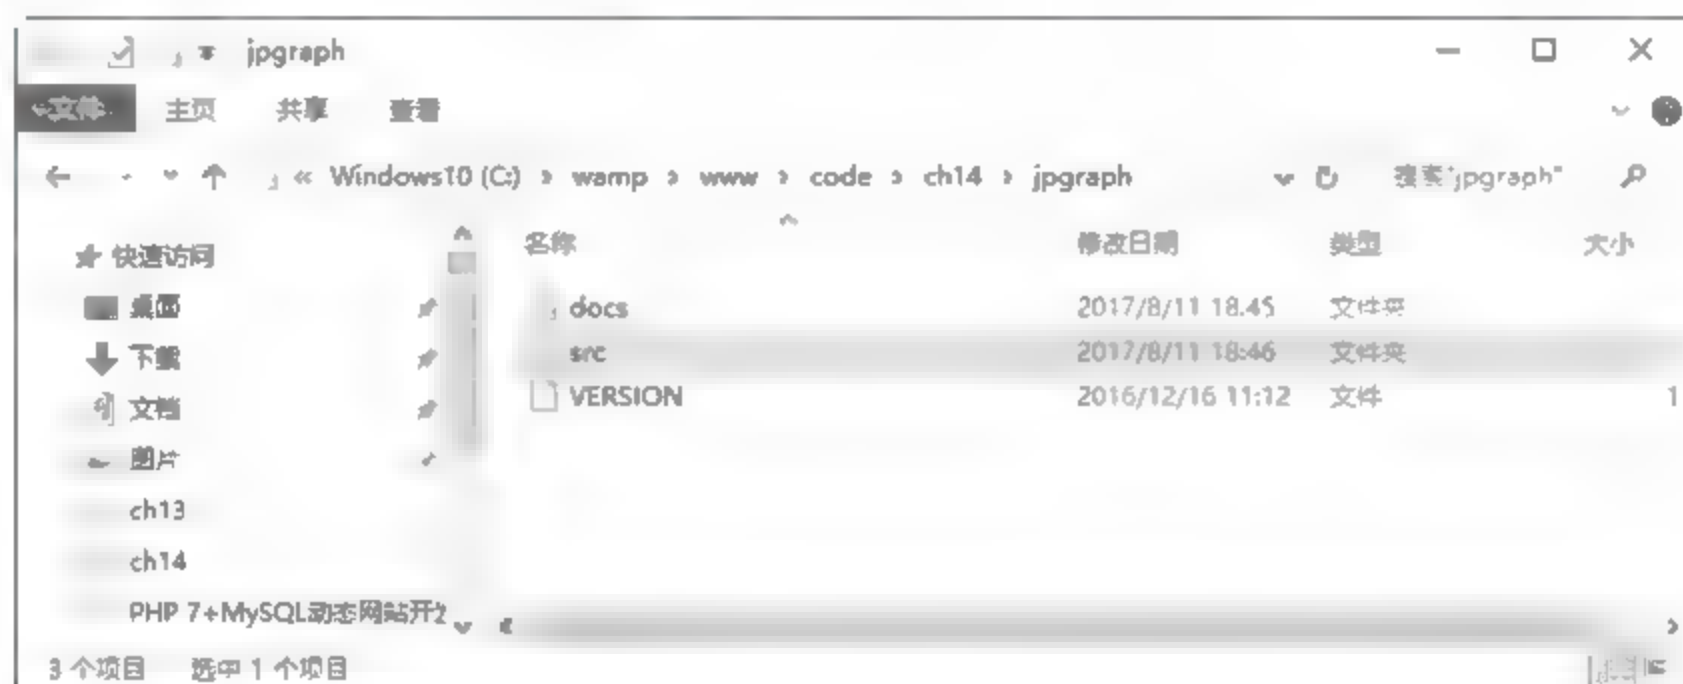 jpgraph
文件 主页 共享 查看
« Windows10 (C:) › wamp › www › code › ch14 › jpgraph 搜索"jpgraph"
快速访问 名称 修改日期 类型 大小
桌面 docs 2017/8/11 18:45 文件夹
下载 src 2017/8/11 18:46 文件夹
文档 VERSION 2016/12/16 11:12 文件 1
图片
ch13
ch14
PHP 7+MySQL动态网站开
3 个项目 选中 1 个项目